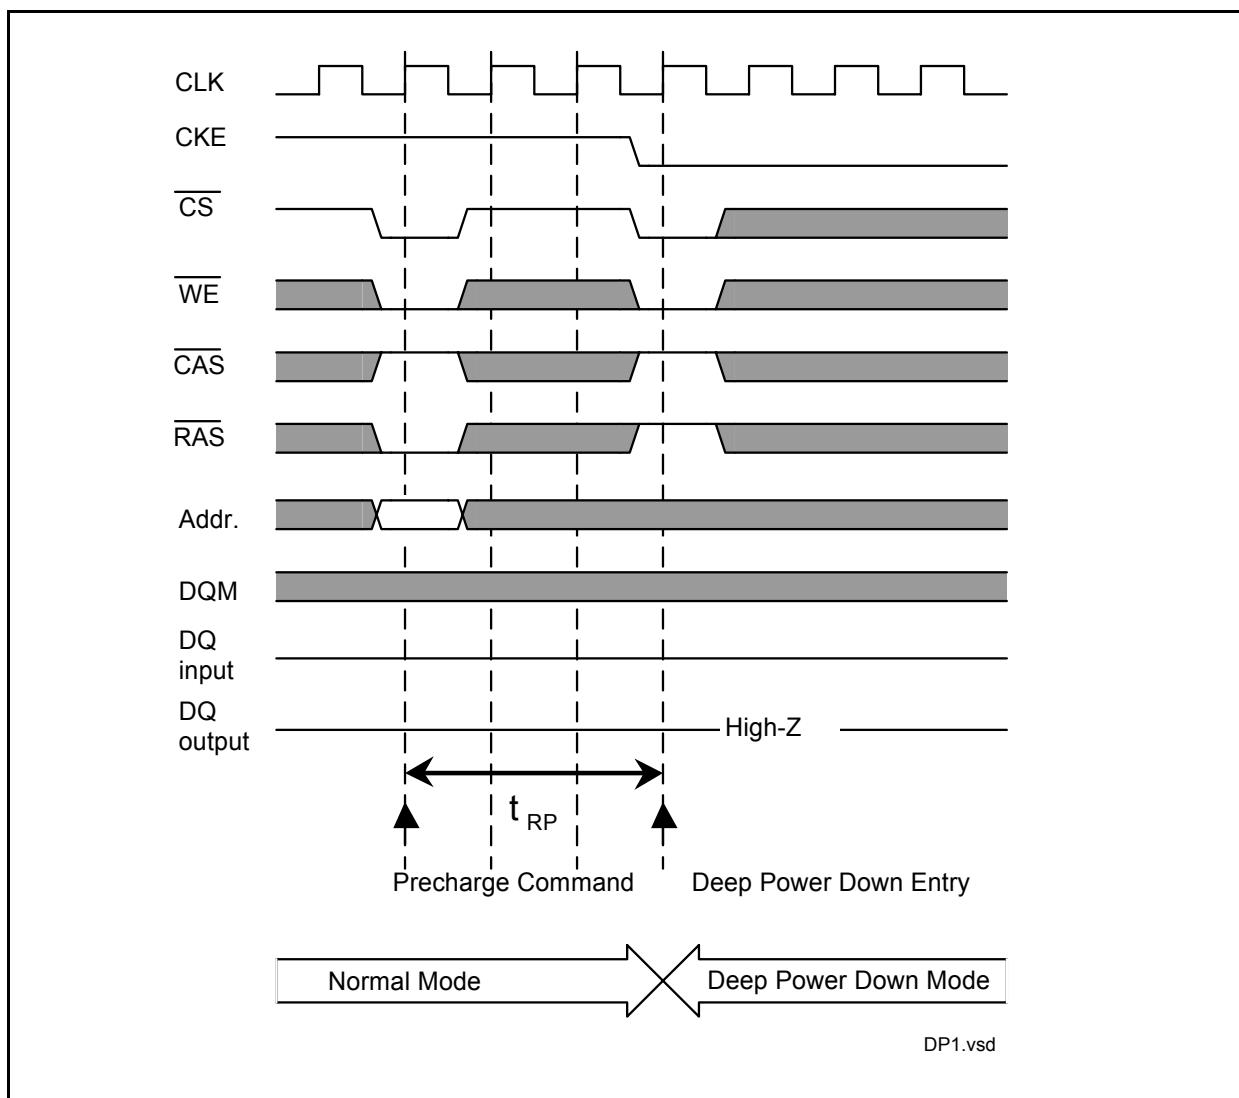 CLK
CKE
CS
WE
CAS
RAS
Addr.
DQM
DQ
input
DQ
output
High-Z
t RP
Precharge Command
Deep Power Down Entry
Normal Mode
Deep Power Down Mode
DP1.vsd